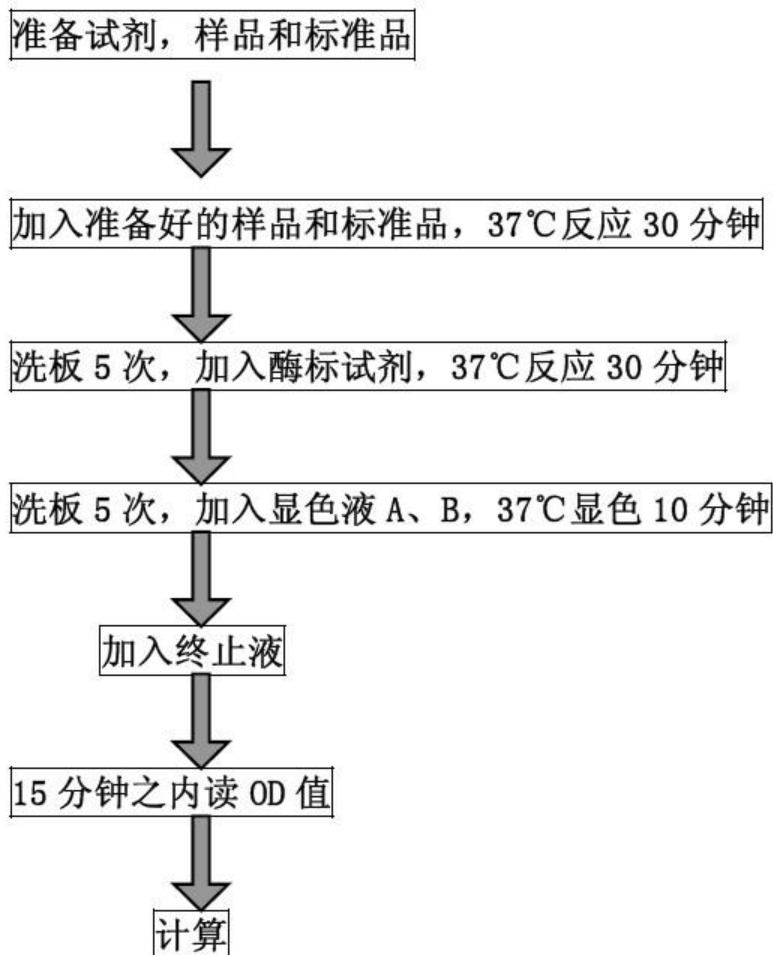 准备试剂，样品和标准品
加入准备好的样品和标准品，37℃反应 30 分钟
洗板 5 次，加入酶标试剂，37℃反应 30 分钟
洗板 5 次，加入显色液 A、B，37℃显色 10 分钟
加入终止液
15 分钟之内读 OD 值
计算